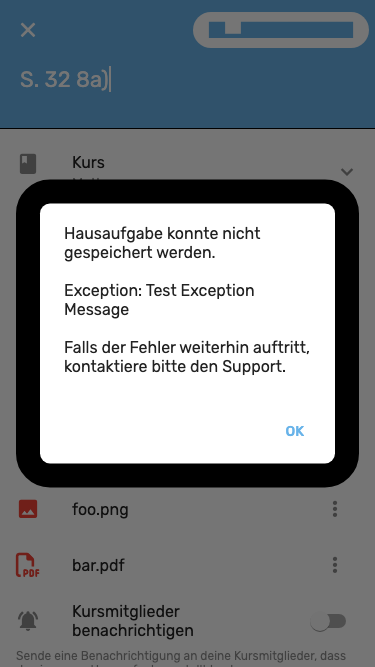 S. 32 8a)
Kurs
Hausaufgabe konnte nicht
gespeichert werden.
Exception: Test Exception
Message
Falls der Fehler weiterhin auftritt,
kontaktiere bitte den Support.
OK
foo.png
PDF
bar.pdf
Kursmitglieder
benachrichtigen
Sende eine Benachrichtigung an deine Kursmitglieder, dass